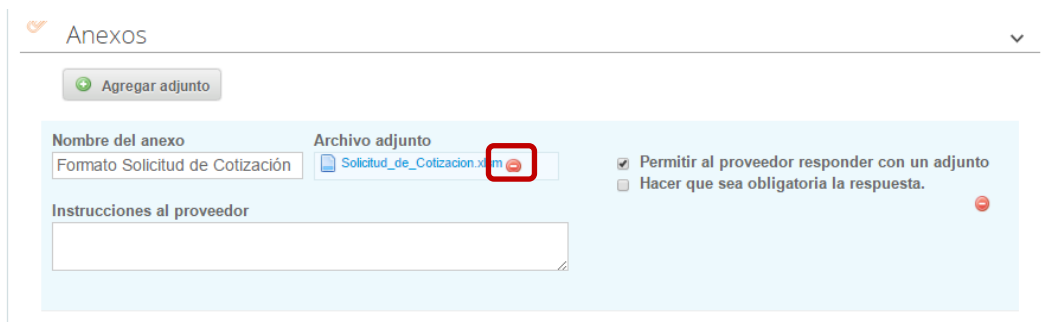 Anexos
Agregar adjunto
Nombre del anexo
Archivo adjunto
Formato Solicitud de Cotización
Permitir al proveedor responder con un adjunto
Hacer que sea obligatoria la respuesta.
Instrucciones al proveedor